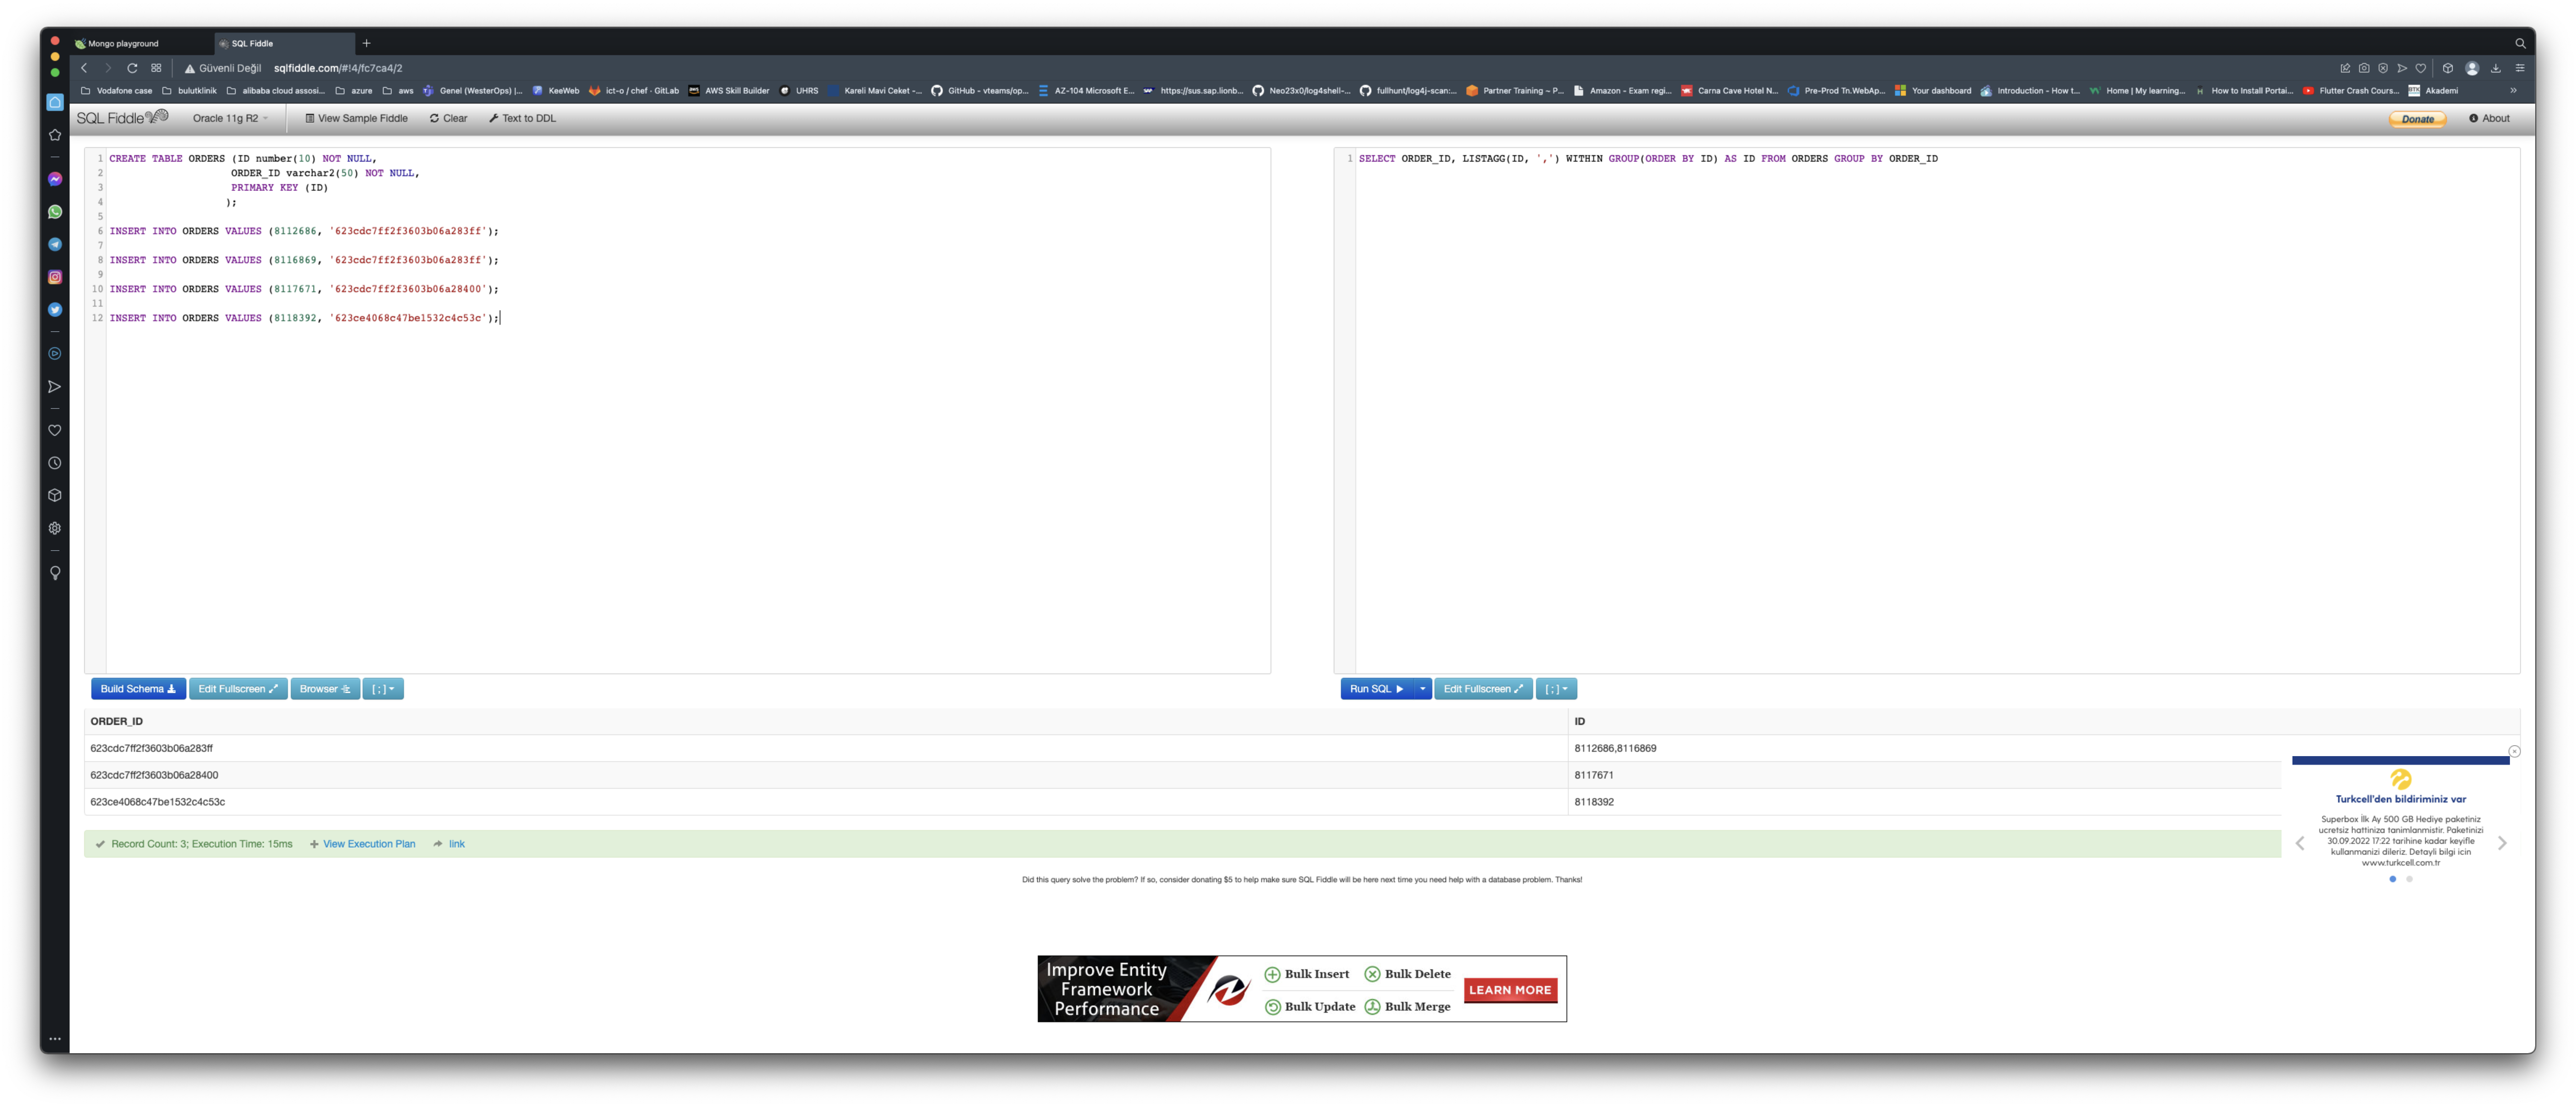 Mongo playground
SQL Fiddle
Güvenli Değil sqlfiddle.com/#!4/fc7ca4/2
Vodafone case bulutklinik alibaba cloud assosi... azure aws Genel (WesterOps) |... KeeWeb ict-o / chef · GitLab AWS Skill Builder UHRS Kareli Mavi Ceket -... GitHub - vteams/op... AZ-104 Microsoft E... https://sus.sap.lionb... Neo23x0/log4shell-... fullhunt/log4j-scan:... Partner Training – P... Amazon - Exam regi... Carna Cave Hotel N... Pre-Prod Tn.WebAp... Your dashboard Introduction - How t... Home | My learning... How to Install Portai... Flutter Crash Cours... BTK Akademi
SQL Fiddle Oracle 11g R2 View Sample Fiddle Clear Text to DDL Donate About
1 CREATE TABLE ORDERS (ID number(10) NOT NULL,
2 ORDER_ID varchar2(50) NOT NULL,
3 PRIMARY KEY (ID)
4 );
5
6 INSERT INTO ORDERS VALUES (8112686, '623cdc7ff2f3603b06a283ff');
7
8 INSERT INTO ORDERS VALUES (8116869, '623cdc7ff2f3603b06a283ff');
9
10 INSERT INTO ORDERS VALUES (8117671, '623cdc7ff2f3603b06a28400');
11
12 INSERT INTO ORDERS VALUES (8118392, '623ce4068c47be1532c4c53c');
1 SELECT ORDER_ID, LISTAGG(ID, ',') WITHIN GROUP(ORDER BY ID) AS ID FROM ORDERS GROUP BY ORDER_ID
Build Schema Edit Fullscreen Browser [ ; ]
Run SQL Edit Fullscreen [ ; ]
ORDER_ID ID
623cdc7ff2f3603b06a283ff 8112686,8116869
623cdc7ff2f3603b06a28400 8117671
623ce4068c47be1532c4c53c 8118392
Record Count: 3; Execution Time: 15ms View Execution Plan link
Turkcell'den bildiriminiz var
Superbox İlk Ay 500 GB Hediye paketiniz
ucretsiz hattiniza tanimlanmistir. Paketinizi
30.09.2022 17:22 tarihine kadar keyifle
kullanmanizi dileriz. Detayli bilgi icin
www.turkcell.com.tr
Did this query solve the problem? If so, consider donating $5 to help make sure SQL Fiddle will be here next time you need help with a database problem. Thanks!
Improve Entity
Framework
Performance
Bulk Insert Bulk Delete
Bulk Update Bulk Merge
LEARN MORE